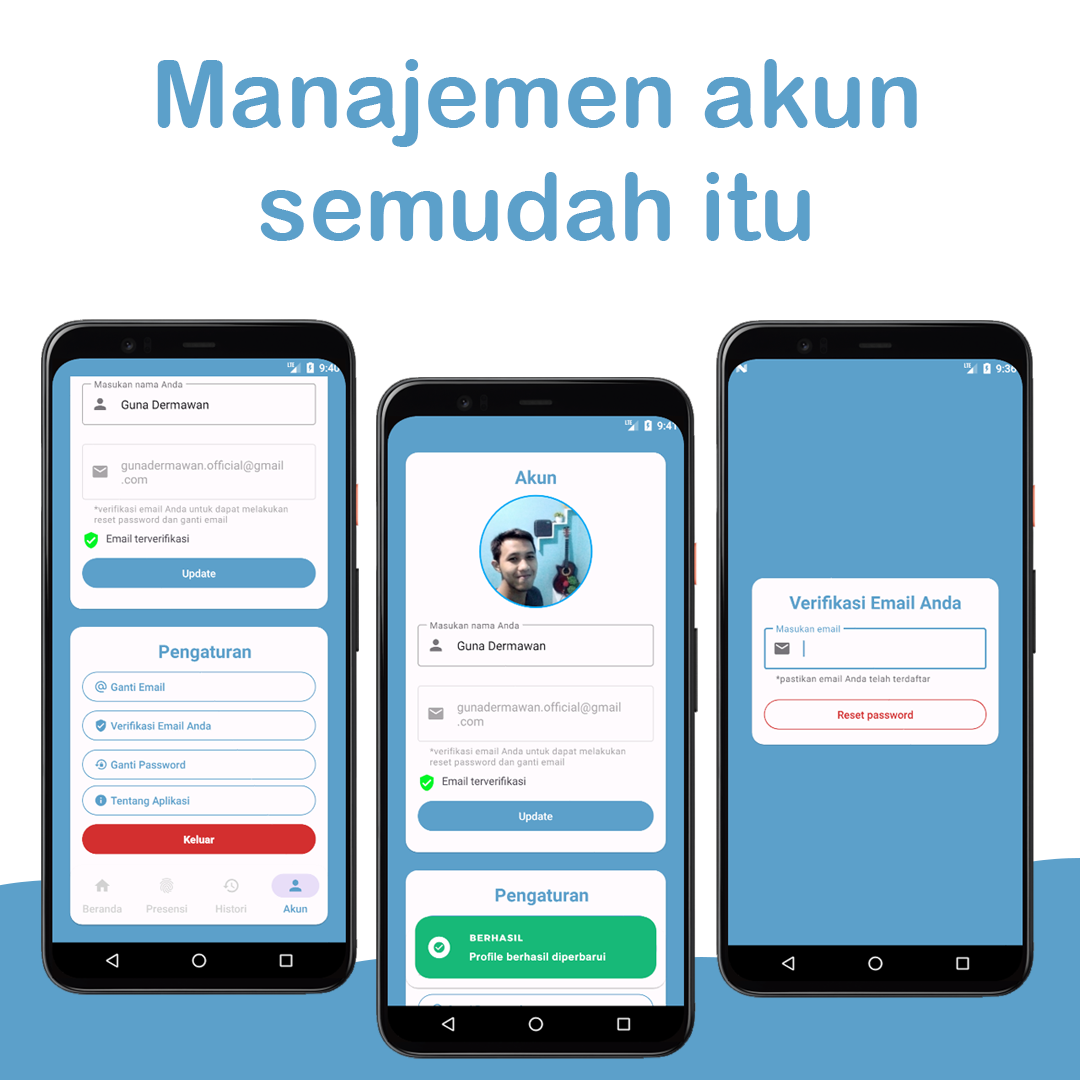 Manajemen akun
semudah itu
LTE 9:40
Masukan nama Anda
Guna Dermawan
gunadermawan.official@gmail
.com
*verifikasi email Anda untuk dapat melakukan
reset password dan ganti email
Email terverifikasi
Update
Pengaturan
Ganti Email
Verifikasi Email Anda
Ganti Password
Tentang Aplikasi
Keluar
Beranda
Presensi
Histori
Akun
LTE 9:41
Akun
Masukan nama Anda
Guna Dermawan
gunadermawan.official@gmail
.com
*verifikasi email Anda untuk dapat melakukan
reset password dan ganti email
Email terverifikasi
Update
Pengaturan
BERHASIL
Profile berhasil diperbarui
LTE 9:36
Verifikasi Email Anda
Masukan email
*pastikan email Anda telah terdaftar
Reset password